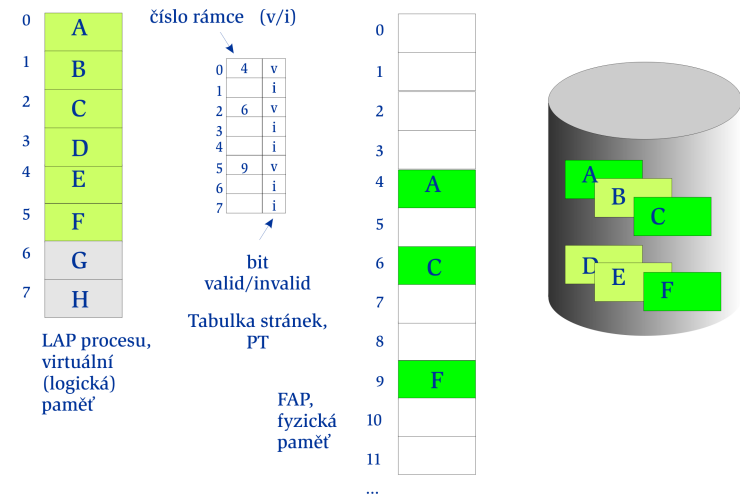 číslo rámce (v/i)
0 A
1 B
2 C
3 D
4 E
5 F
6 G
7 H
LAP procesu,
virtuální
(logická)
paměť
0 4 v
1 i
2 6 v
3 i
4 i
5 9 v
6 i
7 i
bit
valid/invalid
Tabulka stránek,
PT
0
1
2
3
4 A
5
6 C
7
8
9 F
10
11
...
FAP,
fyzická
paměť
A
B
C
D
E
F